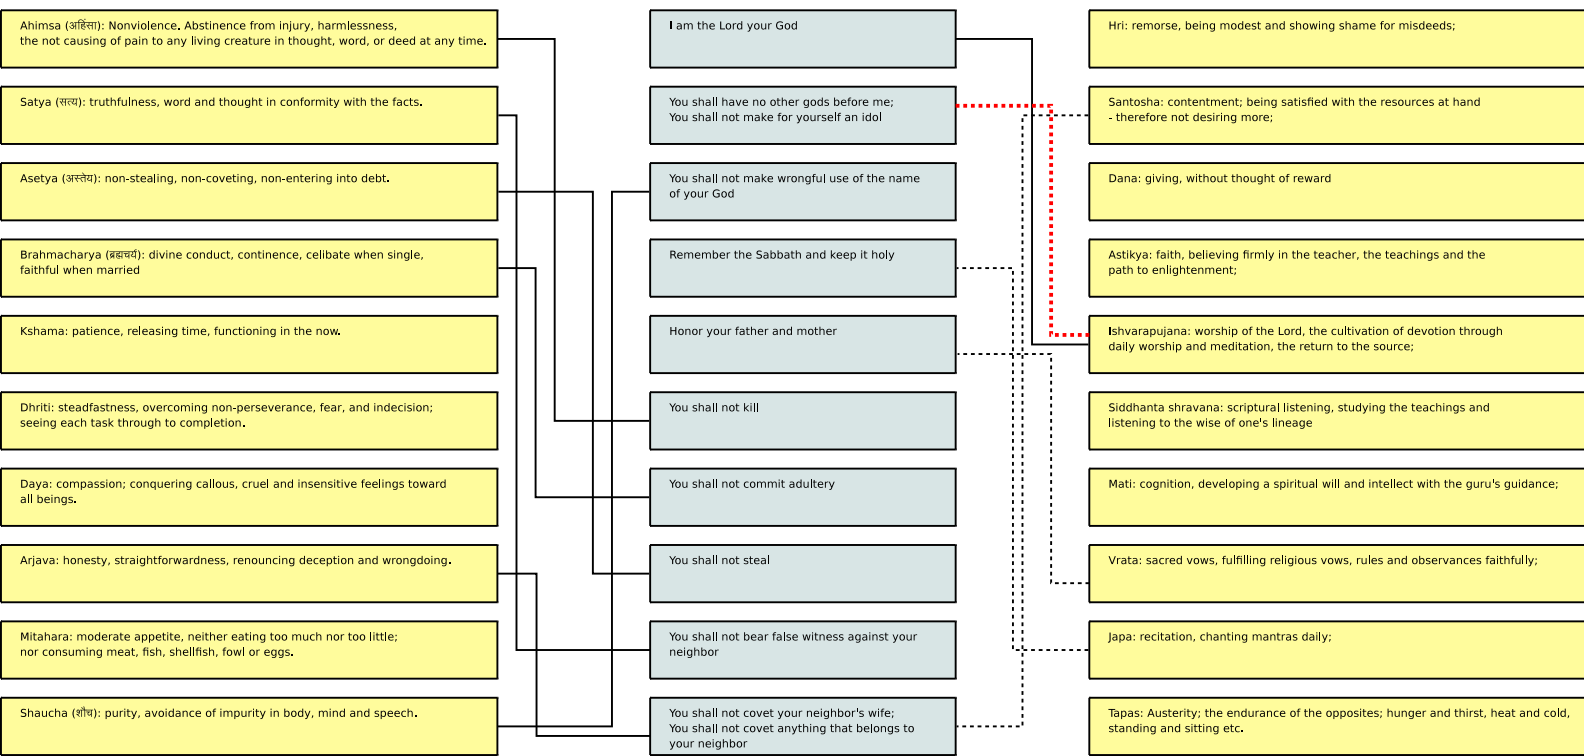 Ahimsa (अहिंसा): Nonviolence. Abstinence from injury, harmlessness,
the not causing of pain to any living creature in thought, word, or deed at any time.
Satya (सत्य): truthfulness, word and thought in conformity with the facts.
Asetya (अस्तेय): non-stealing, non-coveting, non-entering into debt.
Brahmacharya (ब्रह्मचर्य): divine conduct, continence, celibate when single,
faithful when married
Kshama: patience, releasing time, functioning in the now.
Dhriti: steadfastness, overcoming non-perseverance, fear, and indecision;
seeing each task through to completion.
Daya: compassion; conquering callous, cruel and insensitive feelings toward
all beings.
Arjava: honesty, straightforwardness, renouncing deception and wrongdoing.
Mitahara: moderate appetite, neither eating too much nor too little;
nor consuming meat, fish, shellfish, fowl or eggs.
Shaucha (शौच): purity, avoidance of impurity in body, mind and speech.
I am the Lord your God
You shall have no other gods before me;
You shall not make for yourself an idol
You shall not make wrongful use of the name
of your God
Remember the Sabbath and keep it holy
Honor your father and mother
You shall not kill
You shall not commit adultery
You shall not steal
You shall not bear false witness against your
neighbor
You shall not covet your neighbor's wife;
You shall not covet anything that belongs to
your neighbor
Hri: remorse, being modest and showing shame for misdeeds;
Santosha: contentment; being satisfied with the resources at hand
- therefore not desiring more;
Dana: giving, without thought of reward
Astikya: faith, believing firmly in the teacher, the teachings and the
path to enlightenment;
Ishvarapujana: worship of the Lord, the cultivation of devotion through
daily worship and meditation, the return to the source;
Siddhanta shravana: scriptural listening, studying the teachings and
listening to the wise of one's lineage
Mati: cognition, developing a spiritual will and intellect with the guru's guidance;
Vrata: sacred vows, fulfilling religious vows, rules and observances faithfully;
Japa: recitation, chanting mantras daily;
Tapas: Austerity; the endurance of the opposites; hunger and thirst, heat and cold,
standing and sitting etc.